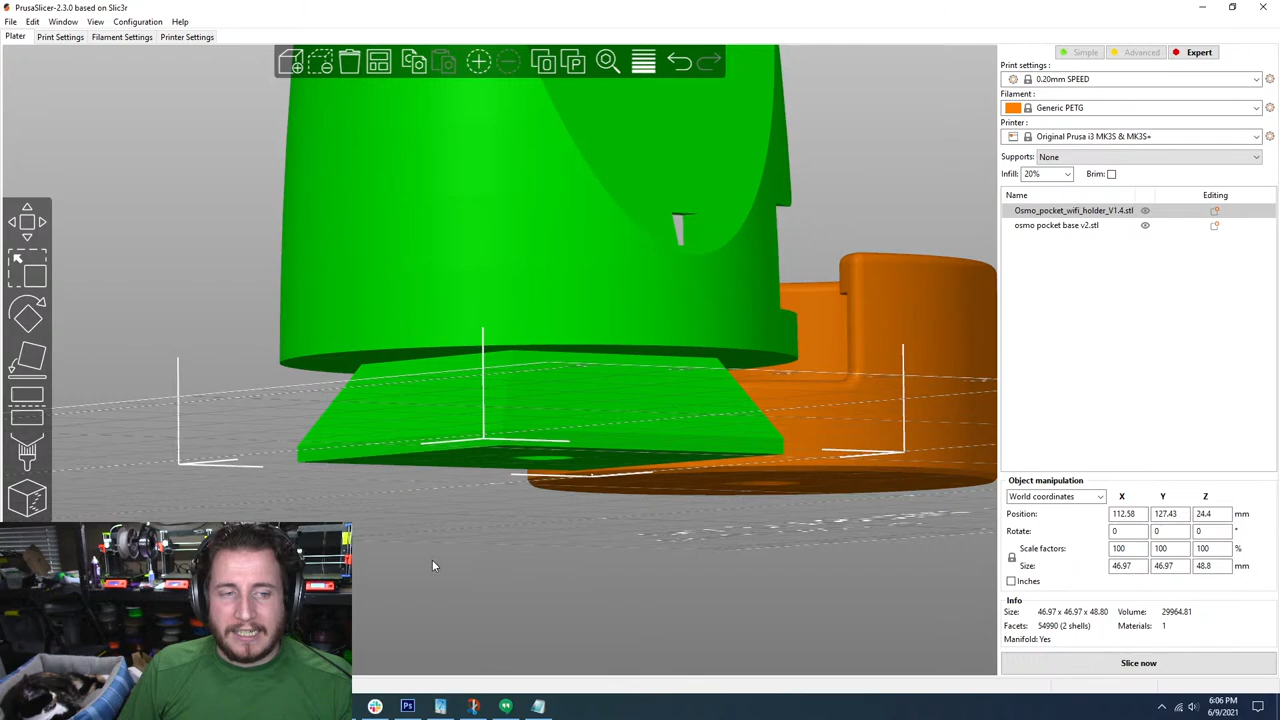 PrusaSlicer-2.3.0 based on Slic3r
File Edit Window View Configuration Help
Plater Print Settings Filament Settings Printer Settings
Simple Advanced Expert
Print settings :
0.20mm SPEED
Filament :
Generic PETG
Printer :
Original Prusa i3 MK3S & MK3S+
Supports: None
Infill: 20% Brim:
Name Editing
Osmo_pocket_wifi_holder_V1.4.stl
osmo pocket base v2.stl
Object manipulation
World coordinates X Y Z
Position: 112.58 127.43 24.4 mm
Rotate: 0 0 0 °
Scale factors: 100 100 100 %
Size: 46.97 46.97 48.8 mm
Inches
Info
Size: 46.97 x 46.97 x 48.80 Volume: 29964.81
Facets: 54990 (2 shells) Materials: 1
Manifold: Yes
Slice now
6:06 PM
6/9/2021